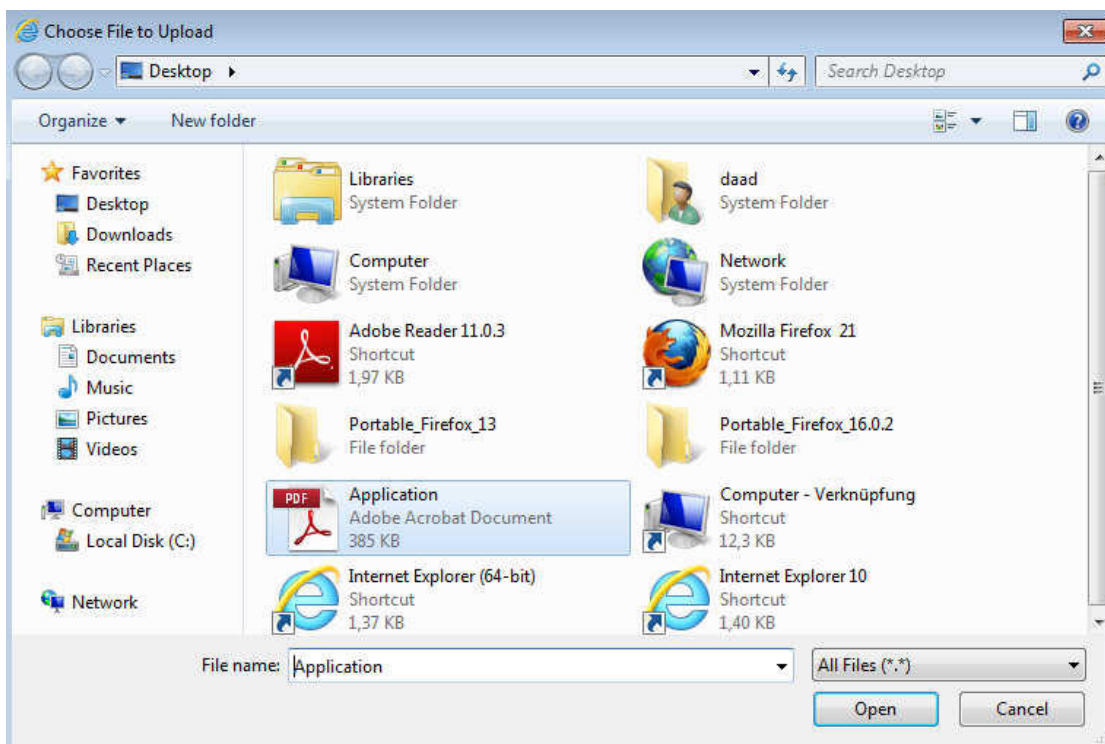 Choose File to Upload
Desktop
Search Desktop
Organize
New folder
Favorites
Desktop
Downloads
Recent Places
Libraries
Documents
Music
Pictures
Videos
Computer
Local Disk (C:)
Network
Libraries
System Folder
daad
System Folder
Computer
System Folder
Network
System Folder
Adobe Reader 11.0.3
Shortcut
1,97 KB
Mozilla Firefox 21
Shortcut
1,11 KB
Portable_Firefox_13
File folder
Portable_Firefox_16.0.2
File folder
PDF
Application
Adobe Acrobat Document
385 KB
Computer - Verknüpfung
Shortcut
12,3 KB
Internet Explorer (64-bit)
Shortcut
1,37 KB
Internet Explorer 10
Shortcut
1,40 KB
File name: Application
All Files (*.*)
Open
Cancel